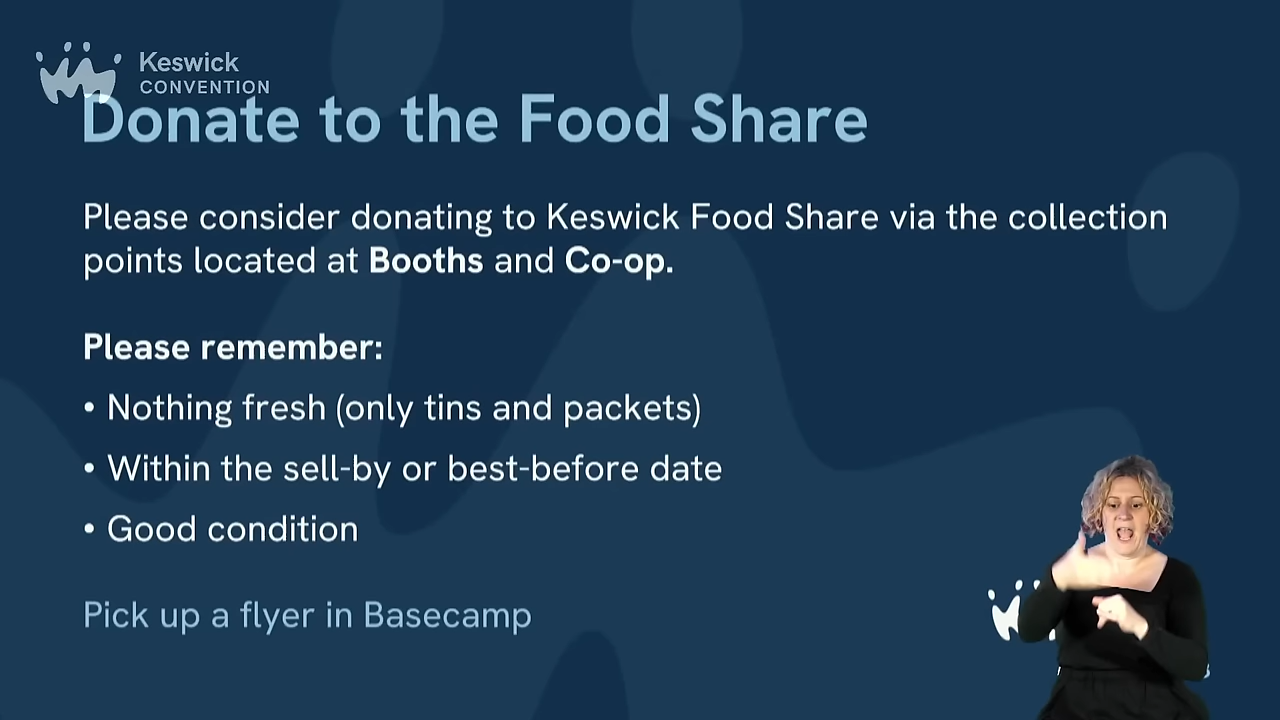 Keswick
CONVENTION
Donate to the Food Share
Please consider donating to Keswick Food Share via the collection
points located at Booths and Co-op.
Please remember:
• Nothing fresh (only tins and packets)
• Within the sell-by or best-before date
• Good condition
Pick up a flyer in Basecamp